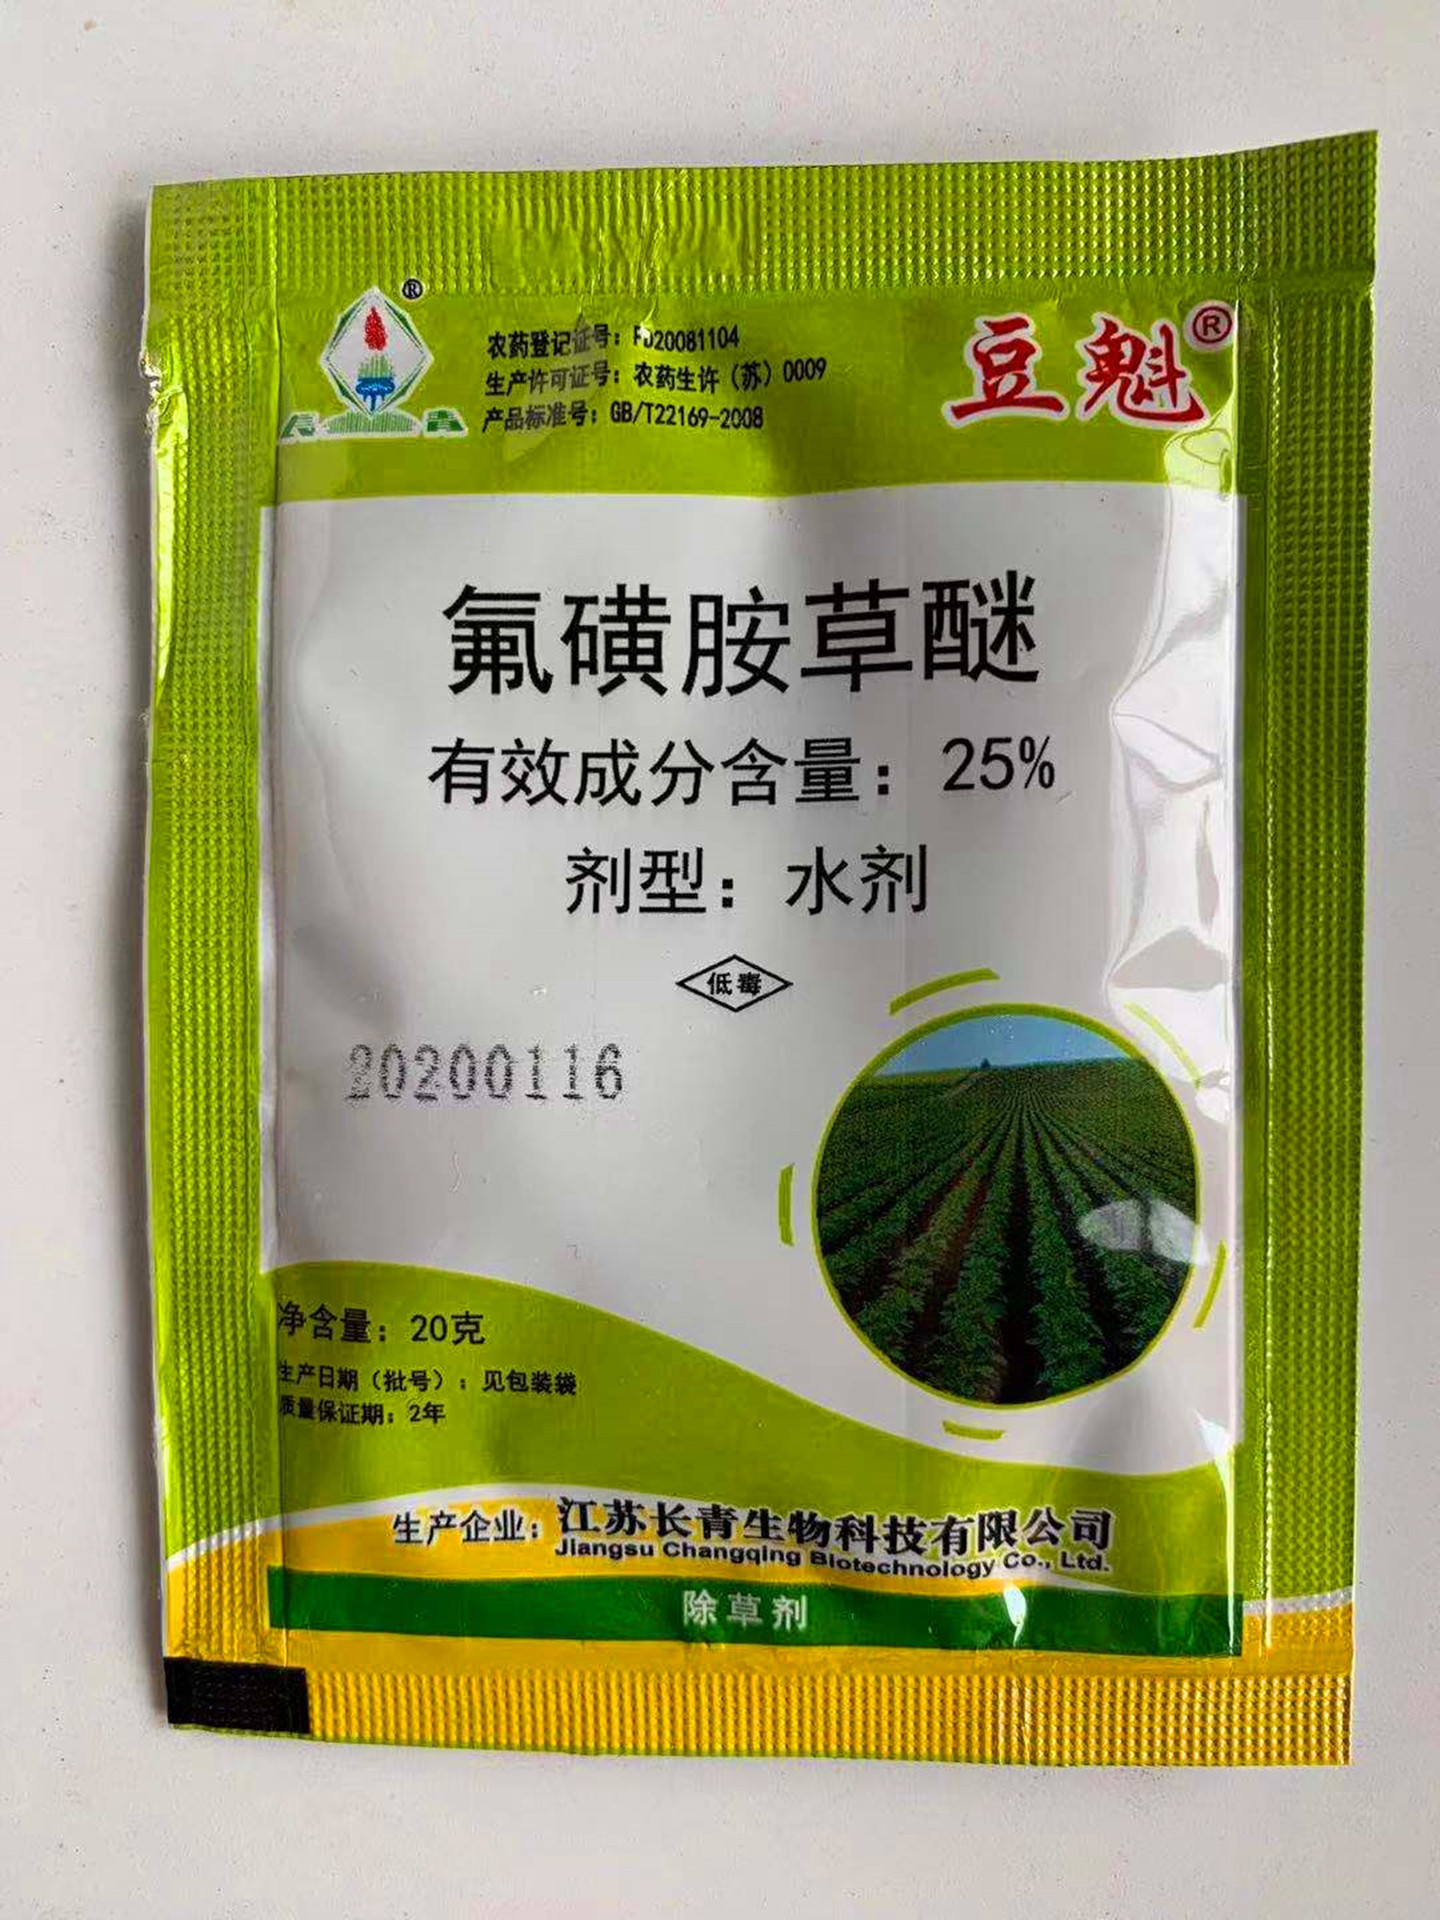 ®
农药登记证号：PD20081104
生产许可证号：农药生许（苏）0009
产品标准号：GB/T22169-2008
豆魁®
长青
氟磺胺草醚
有效成分含量：25%
剂型：水剂
低毒
20200116
净含量：20克
生产日期（批号）：见包装袋
质量保证期：2年
生产企业：江苏长青生物科技有限公司
Jiangsu Changqing Biotechnology Co., Ltd.
除草剂